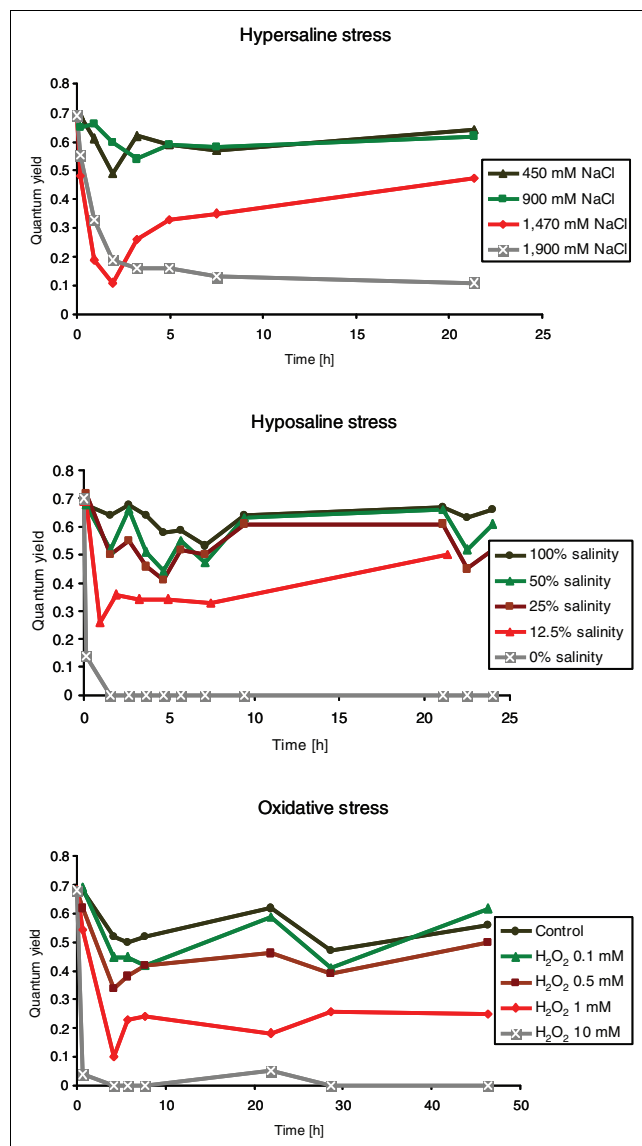 Hypersaline stress
0.8
0.7
0.6
0.5
0.4
0.3
0.2
0.1
0
Quantum yield
0 5 10 15 20 25
Time [h]
450 mM NaCl
900 mM NaCl
1,470 mM NaCl
1,900 mM NaCl
Hyposaline stress
0.8
0.7
0.6
0.5
0.4
0.3
0.2
0.1
0
Quantum yield
0 5 10 15 20 25
Time [h]
100% salinity
50% salinity
25% salinity
12.5% salinity
0% salinity
Oxidative stress
0.8
0.7
0.6
0.5
0.4
0.3
0.2
0.1
0
Quantum yield
0 10 20 30 40 50
Time [h]
Control
H₂O₂ 0.1 mM
H₂O₂ 0.5 mM
H₂O₂ 1 mM
H₂O₂ 10 mM